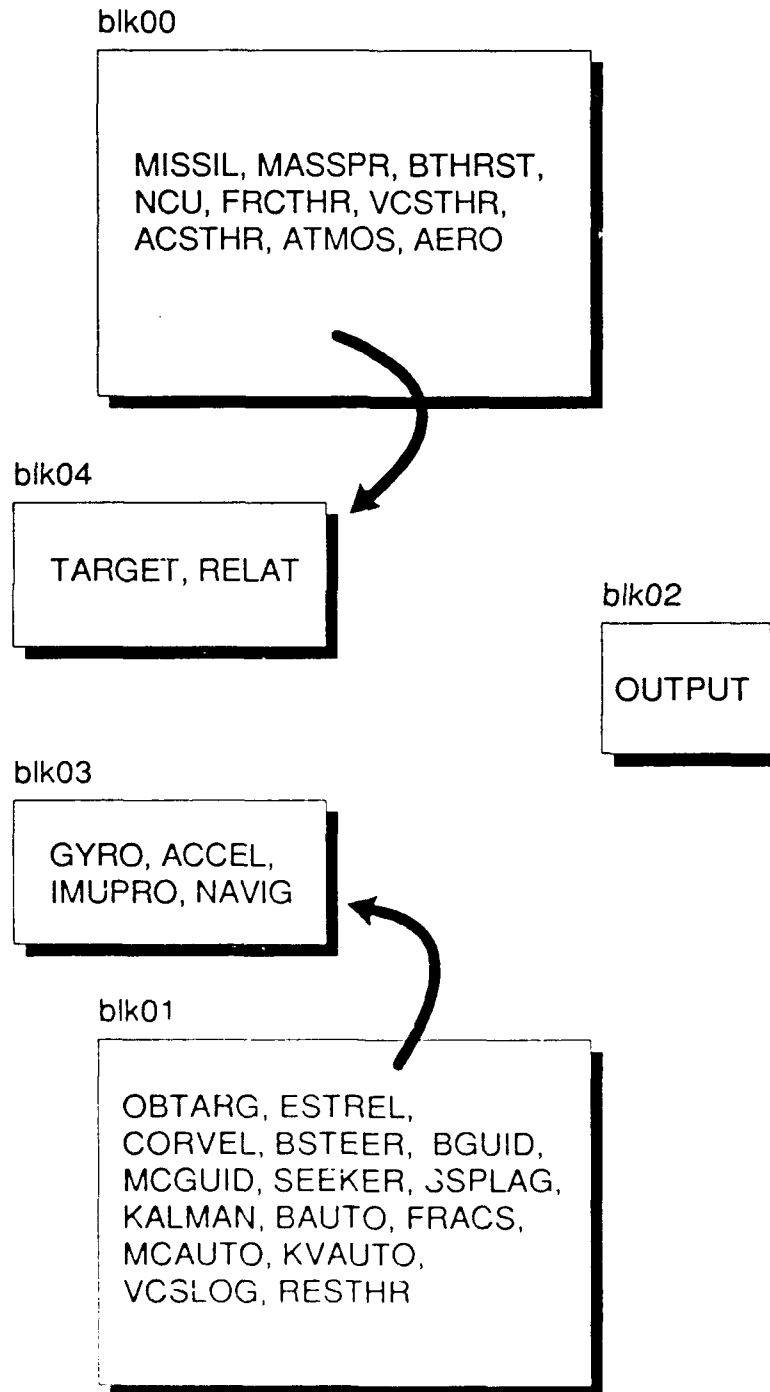 blk00
MISSIL, MASSPR, BTHRST,
NCU, FRCTHR, VCSTHR,
ACSTHR, ATMOS, AERO
blk04
TARGET, RELAT
blk02
OUTPUT
blk03
GYRO, ACCEL,
IMUPRO, NAVIG
blk01
OBTARG, ESTREL,
CORVEL, BSTEER, BGUID,
MCGUID, SEEKER, SSPLAG,
KALMAN, BAUTO, FRACS,
MCAUTO, KVAUTO,
VCSLOG, RESTHR